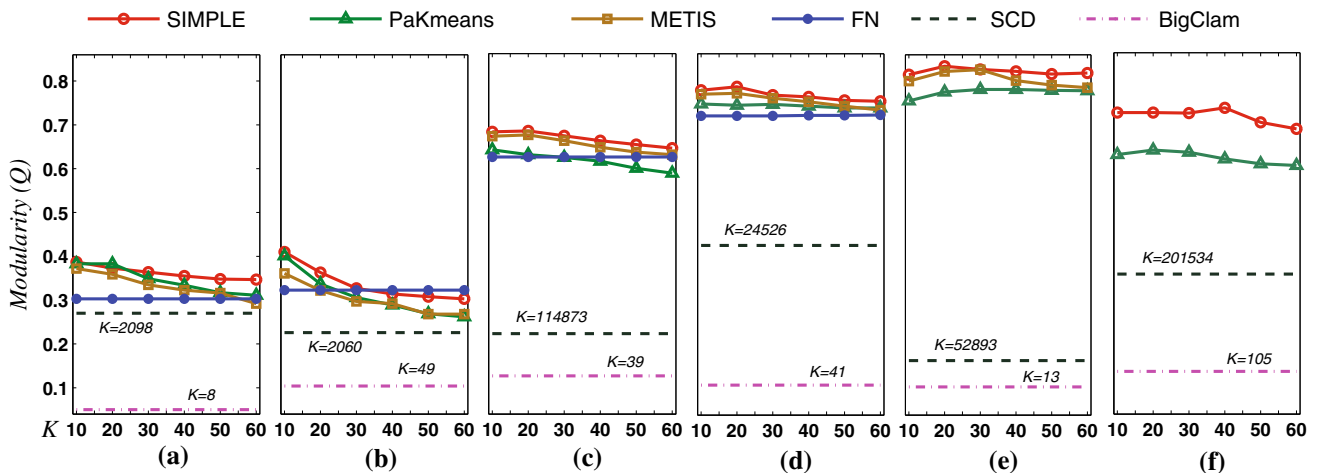 SIMPLE PaKmeans METIS FN SCD BigClam
Modularity (Q)
0.8
0.7
0.6
0.5
0.4
0.3
0.2
0.1
K=2098
K=8
K=2060
K=49
K=114873
K=39
K=24526
K=41
K=52893
K=13
K=201534
K=105
K 10 20 30 40 50 60 10 20 30 40 50 60 10 20 30 40 50 60 10 20 30 40 50 60 10 20 30 40 50 60 10 20 30 40 50 60
(a) (b) (c) (d) (e) (f)